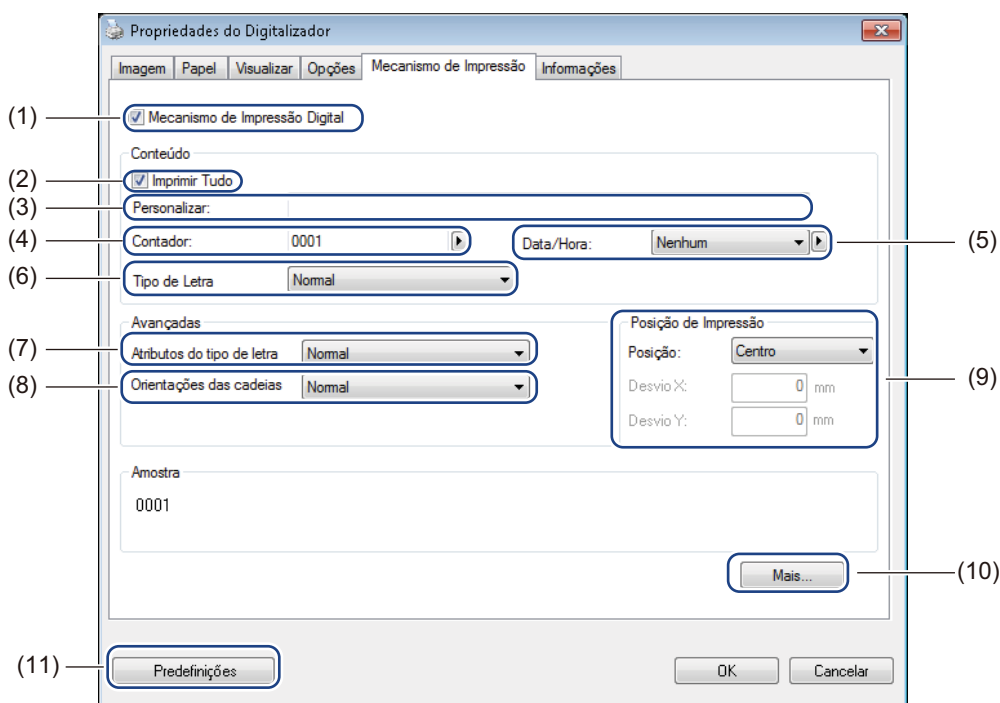 Propriedades do Digitalizador
Imagem Papel Visualizar Opções Mecanismo de Impressão Informações
(1) Mecanismo de Impressão Digital
Conteúdo
(2) Imprimir Tudo
(3) Personalizar:
(4) Contador: 0001 Data/Hora: Nenhum (5)
(6) Tipo de Letra Normal
Avançadas Posição de Impressão
(7) Atributos do tipo de letra Normal Posição: Centro
(8) Orientações das cadeias Normal Desvio X: 0 mm (9)
Desvio Y: 0 mm
Amostra
0001
Mais... (10)
(11) Predefinições OK Cancelar